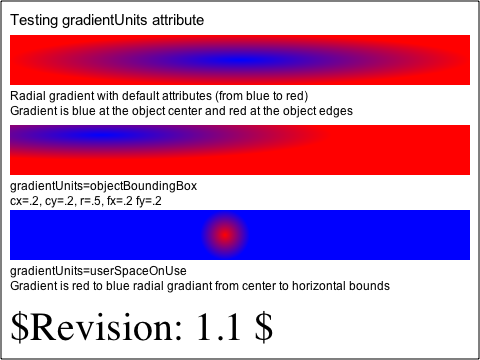 Testing gradientUnits attribute
Radial gradient with default attributes (from blue to red)
Gradient is blue at the object center and red at the object edges
gradientUnits=objectBoundingBox
cx=.2, cy=.2, r=.5, fx=.2 fy=.2
gradientUnits=userSpaceOnUse
Gradient is red to blue radial gradiant from center to horizontal bounds
$Revision: 1.1 $